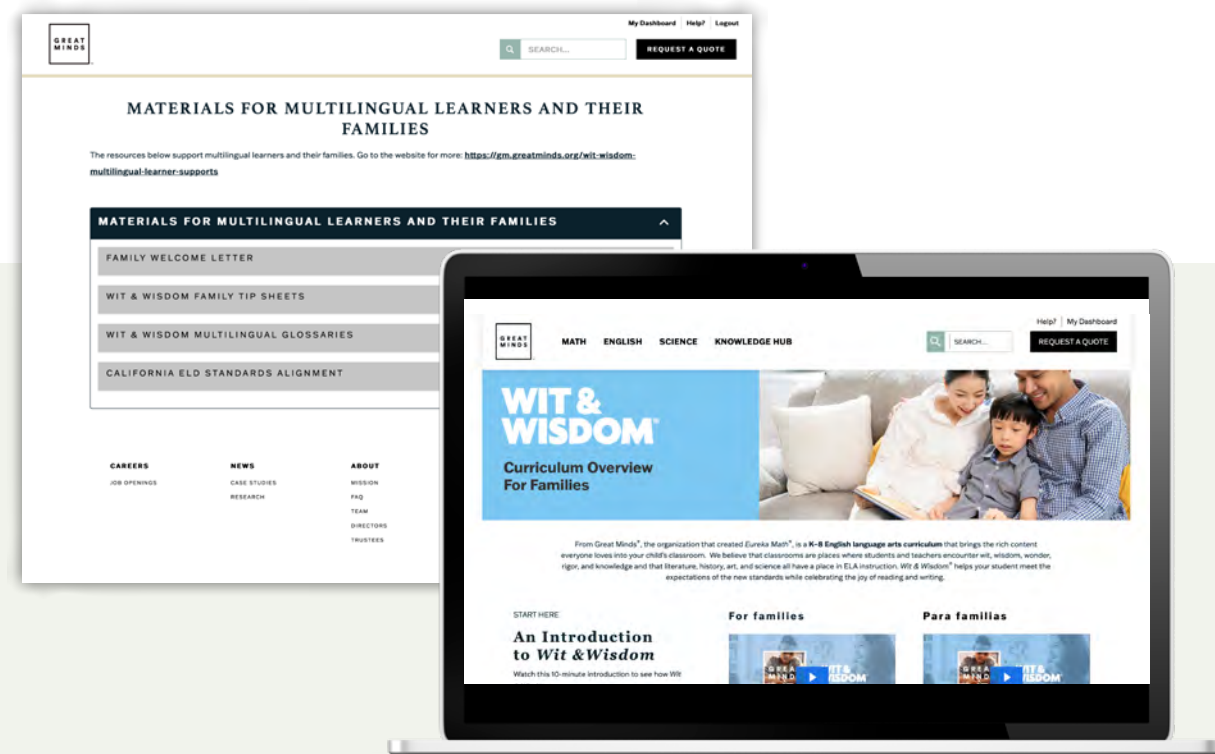 My Dashboard Help? Logout
GREAT
MINDS
SEARCH...
REQUEST A QUOTE
MATERIALS FOR MULTILINGUAL LEARNERS AND THEIR
FAMILIES
The resources below support multilingual learners and their families. Go to the website for more: https://gm.greatminds.org/wit-wisdom-
multilingual-learner-supports
MATERIALS FOR MULTILINGUAL LEARNERS AND THEIR FAMILIES
FAMILY WELCOME LETTER
WIT & WISDOM FAMILY TIP SHEETS
WIT & WISDOM MULTILINGUAL GLOSSARIES
CALIFORNIA ELD STANDARDS ALIGNMENT
CAREERS
JOB OPENINGS
NEWS
CASE STUDIES
RESEARCH
ABOUT
MISSION
FAQ
TEAM
DIRECTORS
TRUSTEES
Help? My Dashboard
GREAT
MINDS
MATH ENGLISH SCIENCE KNOWLEDGE HUB
SEARCH...
REQUEST A QUOTE
WIT &
WISDOM®
Curriculum Overview
For Families
From Great Minds®, the organization that created Eureka Math®, is a K–8 English language arts curriculum that brings the rich content
everyone loves into your child's classroom. We believe that classrooms are places where students and teachers encounter wit, wisdom, wonder,
rigor, and knowledge and that literature, history, art, and science all have a place in ELA instruction. Wit & Wisdom® helps your student meet the
expectations of the new standards while celebrating the joy of reading and writing.
START HERE
An Introduction
to Wit &Wisdom
Watch this 10-minute introduction to see how Wit
For families
Para familias